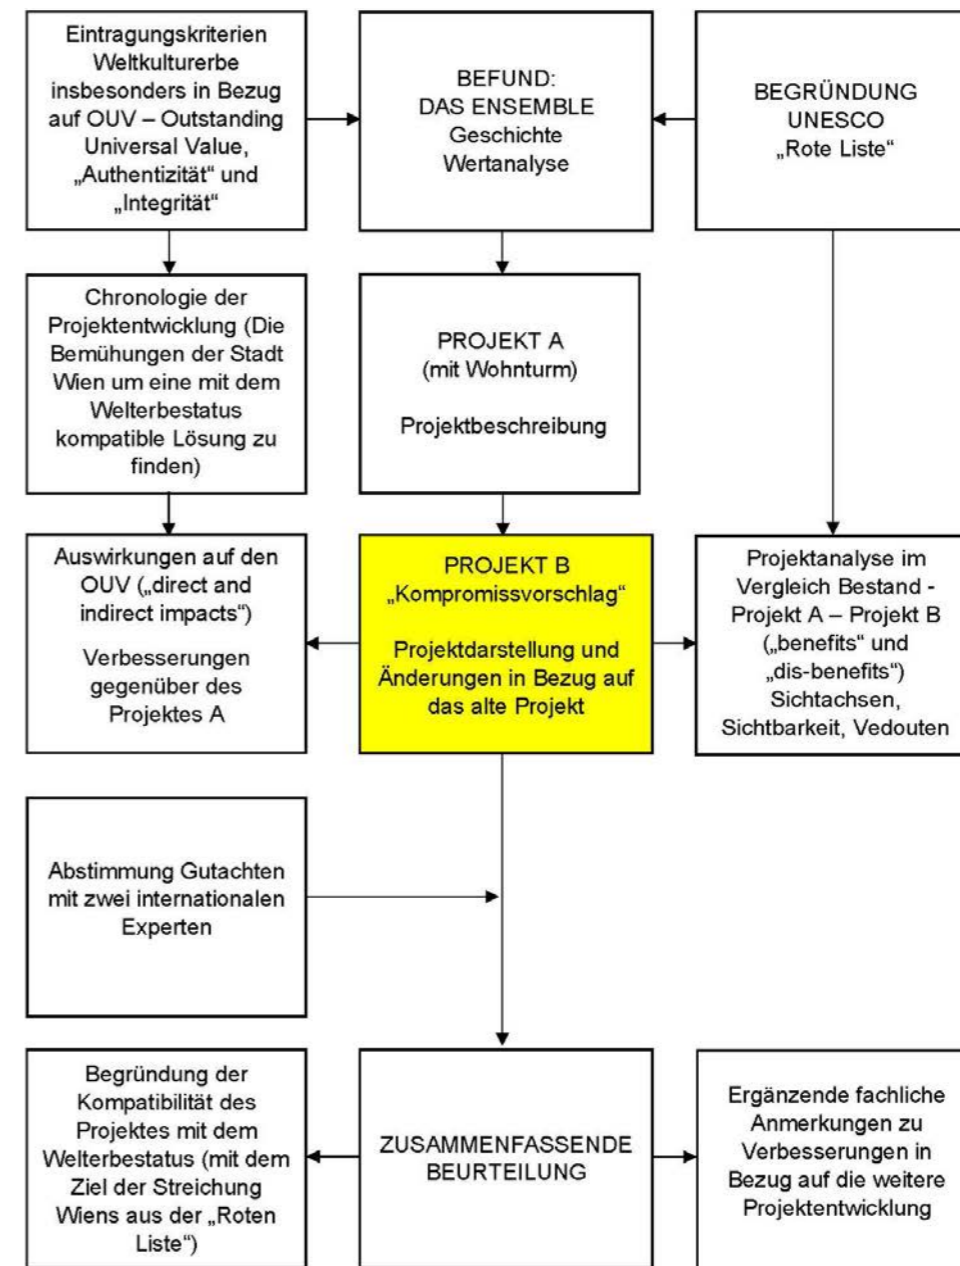 Eintragungskriterien
Weltkulturerbe
insbesonders in Bezug
auf OUV – Outstanding
Universal Value,
„Authentizität“ und
„Integrität“
BEFUND:
DAS ENSEMBLE
Geschichte
Wertanalyse
BEGRÜNDUNG
UNESCO
„Rote Liste“
Chronologie der
Projektentwicklung (Die
Bemühungen der Stadt
Wien um eine mit dem
Welterbestatus
kompatible Lösung zu
finden)
PROJEKT A
(mit Wohnturm)
Projektbeschreibung
Auswirkungen auf den
OUV („direct and
indirect impacts“)
Verbesserungen
gegenüber des
Projektes A
PROJEKT B
„Kompromissvorschlag“
Projektdarstellung und
Änderungen in Bezug auf
das alte Projekt
Projektanalyse im
Vergleich Bestand -
Projekt A – Projekt B
(„benefits“ und
„dis-benefits“)
Sichtachsen,
Sichtbarkeit, Vedouten
Abstimmung Gutachten
mit zwei internationalen
Experten
Begründung der
Kompatibilität des
Projektes mit dem
Welterbestatus (mit dem
Ziel der Streichung
Wiens aus der „Roten
Liste“)
ZUSAMMENFASSENDE
BEURTEILUNG
Ergänzende fachliche
Anmerkungen zu
Verbesserungen in
Bezug auf die weitere
Projektentwicklung